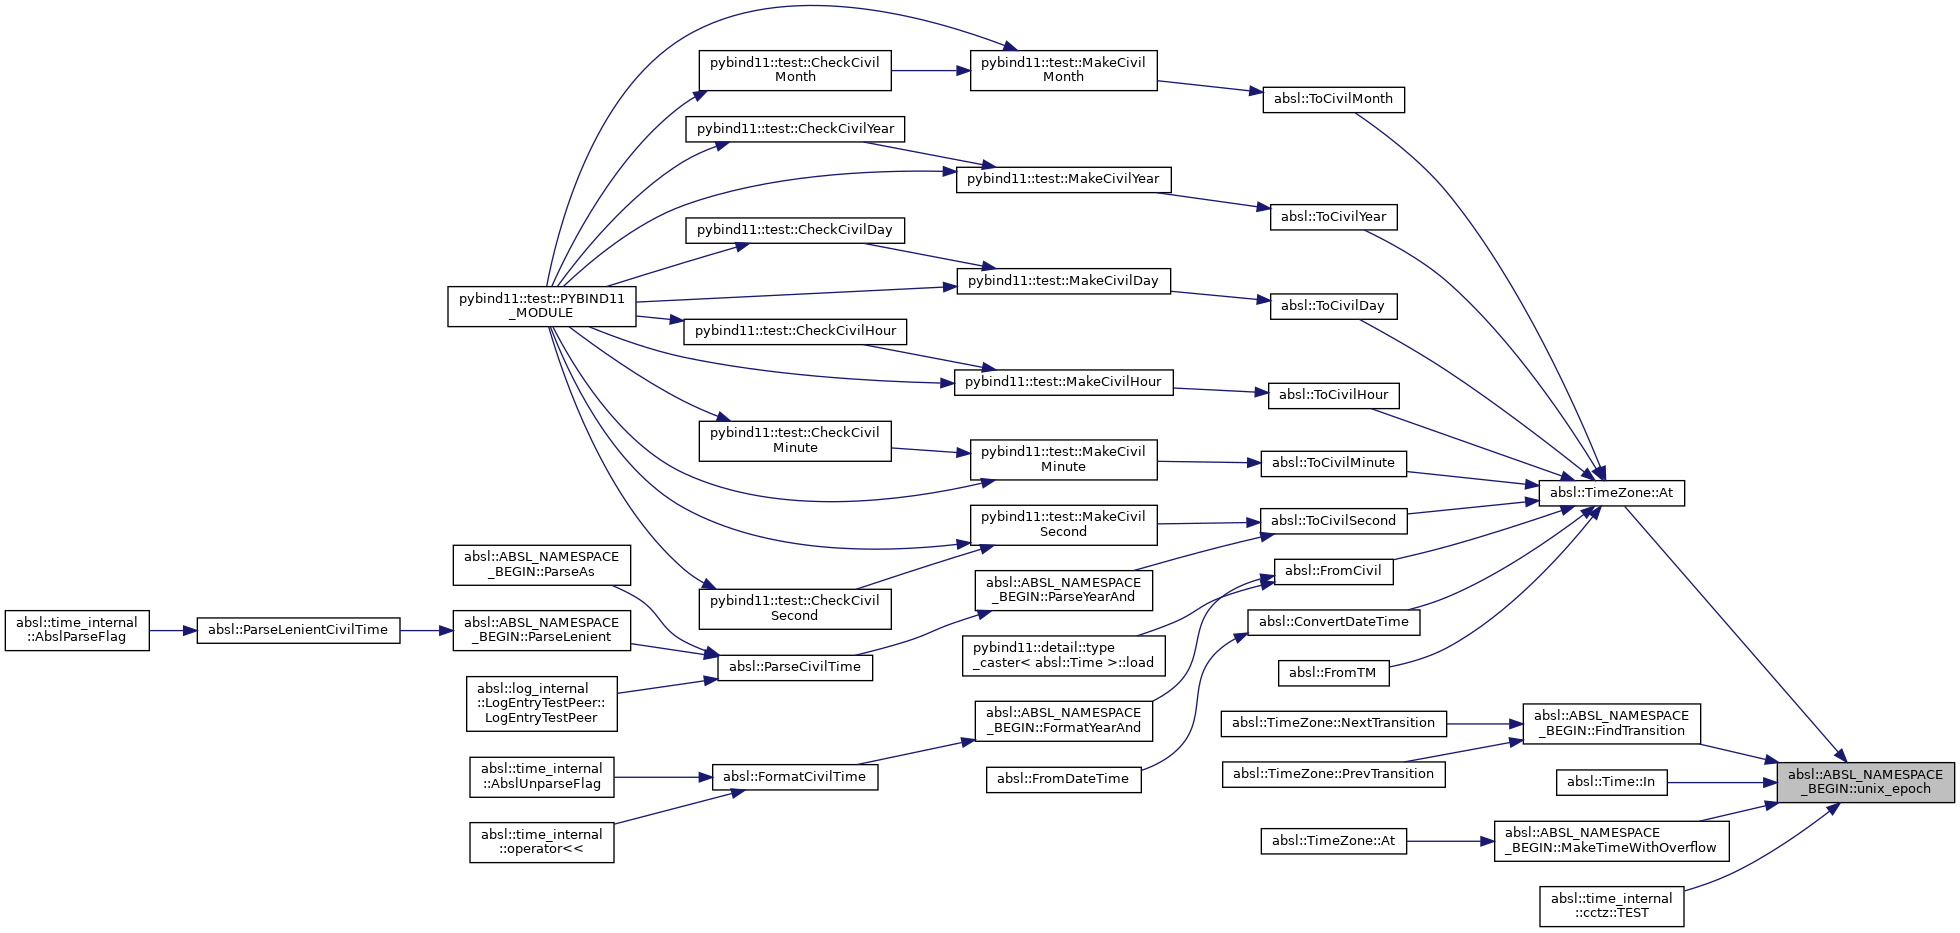 pybind11::test::CheckCivil
Month
pybind11::test::MakeCivil
Month
absl::ToCivilMonth
pybind11::test::CheckCivilYear
pybind11::test::MakeCivilYear
absl::ToCivilYear
pybind11::test::CheckCivilDay
pybind11::test::MakeCivilDay
absl::ToCivilDay
pybind11::test::PYBIND11
_MODULE
pybind11::test::CheckCivilHour
pybind11::test::MakeCivilHour
absl::ToCivilHour
pybind11::test::CheckCivil
Minute
pybind11::test::MakeCivil
Minute
absl::ToCivilMinute
absl::TimeZone::At
pybind11::test::MakeCivil
Second
absl::ToCivilSecond
absl::ABSL_NAMESPACE
_BEGIN::ParseAs
absl::ABSL_NAMESPACE
_BEGIN::ParseYearAnd
absl::FromCivil
pybind11::test::CheckCivil
Second
absl::time_internal
::AbslParseFlag
absl::ParseLenientCivilTime
absl::ABSL_NAMESPACE
_BEGIN::ParseLenient
absl::ConvertDateTime
absl::ParseCivilTime
pybind11::detail::type
_caster< absl::Time >::load
absl::FromTM
absl::log_internal
::LogEntryTestPeer::
LogEntryTestPeer
absl::ABSL_NAMESPACE
_BEGIN::FormatYearAnd
absl::TimeZone::NextTransition
absl::ABSL_NAMESPACE
_BEGIN::FindTransition
absl::time_internal
::AbslUnparseFlag
absl::FormatCivilTime
absl::FromDateTime
absl::TimeZone::PrevTransition
absl::Time::In
absl::ABSL_NAMESPACE
_BEGIN::unix_epoch
absl::time_internal
::operator<<
absl::TimeZone::At
absl::ABSL_NAMESPACE
_BEGIN::MakeTimeWithOverflow
absl::time_internal
::cctz::TEST